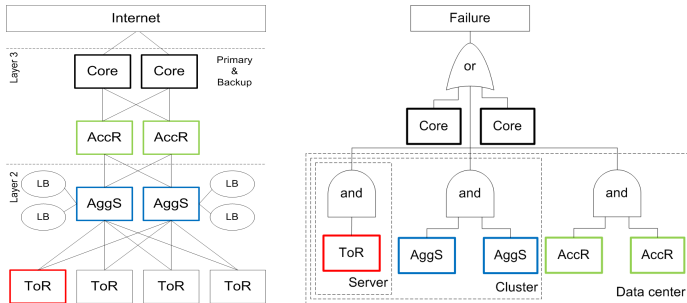 Internet
Layer 3
Core
Core
Primary
&
Backup
AccR
AccR
Layer 2
LB
LB
AggS
AggS
LB
LB
ToR
ToR
ToR
ToR
Failure
or
Core
Core
and
and
and
ToR
AggS
AggS
AccR
AccR
Server
Cluster
Data center